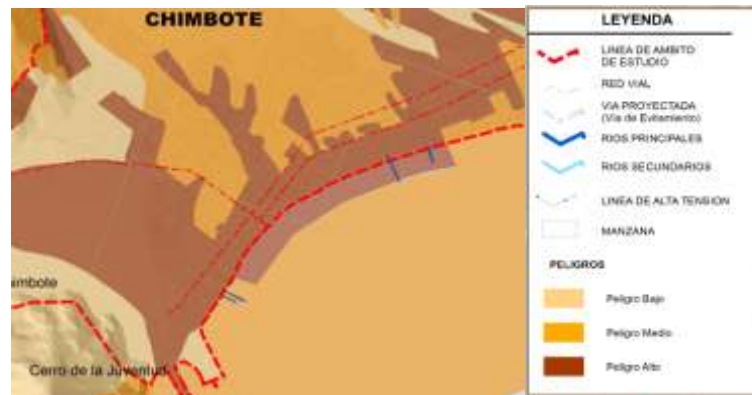 CHIMBOTE
imbote
Cerro de la Juventud
LEYENDA
LINEA DE AMBITO
DE ESTUDIO
RED VIAL
VIA PROYECTADA
(Via de Evitamiento)
RIOS PRINCIPALES
RIOS SECUNDARIOS
LINEA DE ALTA TENSION
MANZANA
PELIGROS
Peligro Bajo
Peligro Medio
Peligro Alto